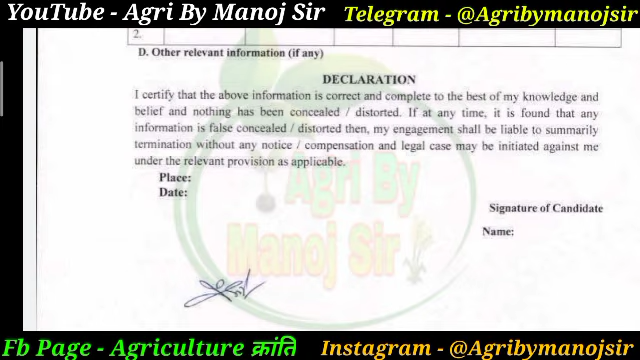 YouTube - Agri By Manoj Sir Telegram - @Agribymanojsir
2.
D. Other relevant information (if any)
DECLARATION
I certify that the above information is correct and complete to the best of my knowledge and
belief and nothing has been concealed / distorted. If at any time, it is found that any
information is false concealed / distorted then, my engagement shall be liable to summarily
termination without any notice / compensation and legal case may be initiated against me
under the relevant provision as applicable.
Place:
Date:
Agri By
Manoj Sir
Signature of Candidate
Name:
Fb Page - Agriculture क्रांति Instagram - @Agribymanojsir